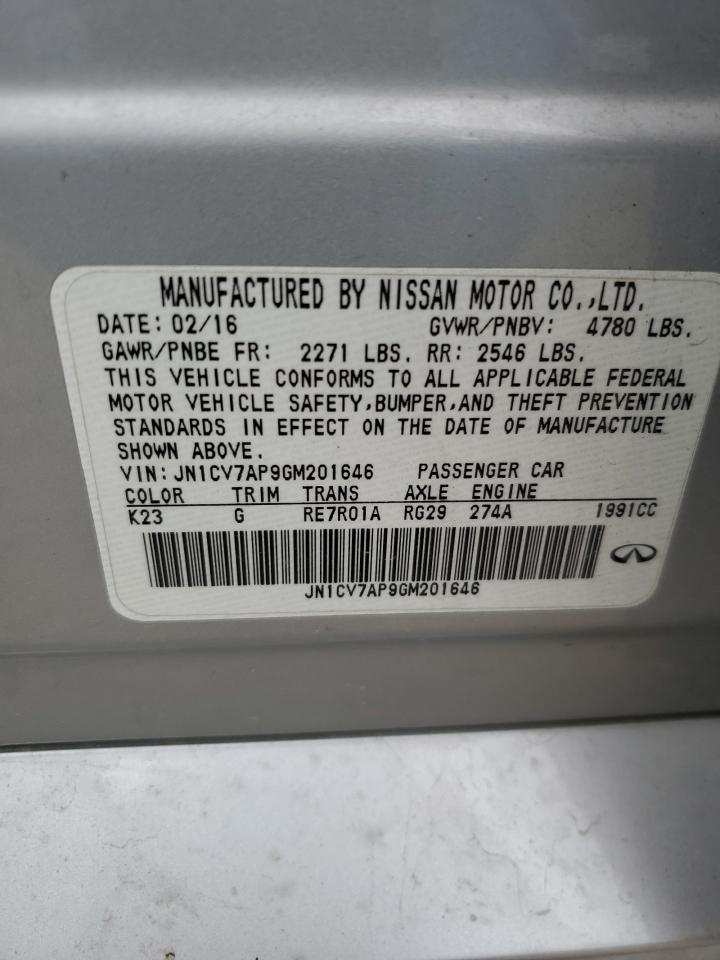 MANUFACTURED BY NISSAN MOTOR CO.,LTD.
DATE: 02/16 GVWR/PNBV: 4780 LBS.
GAWR/PNBE FR: 2271 LBS. RR: 2546 LBS.
THIS VEHICLE CONFORMS TO ALL APPLICABLE FEDERAL
MOTOR VEHICLE SAFETY,BUMPER,AND THEFT PREVENTION
STANDARDS IN EFFECT ON THE DATE OF MANUFACTURE
SHOWN ABOVE.
VIN: JN1CV7AP9GM201646 PASSENGER CAR
COLOR TRIM TRANS AXLE ENGINE
K23 G RE7R01A RG29 274A 1991CC
JN1CV7AP9GM201646